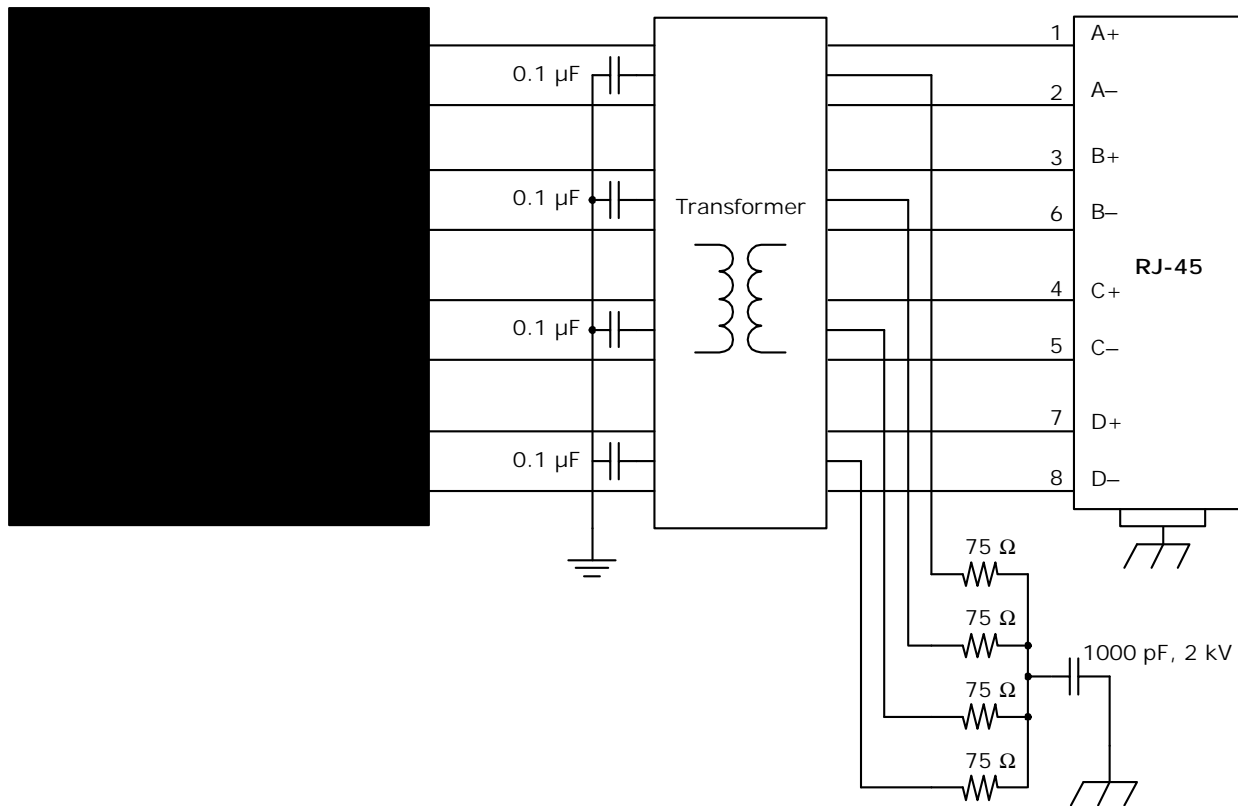 1 A+
0.1 µF
2 A–
3 B+
0.1 µF
Transformer
6 B–
RJ-45
4 C+
0.1 µF
5 C–
7 D+
0.1 µF
8 D–
75 Ω
75 Ω
1000 pF, 2 kV
75 Ω
75 Ω